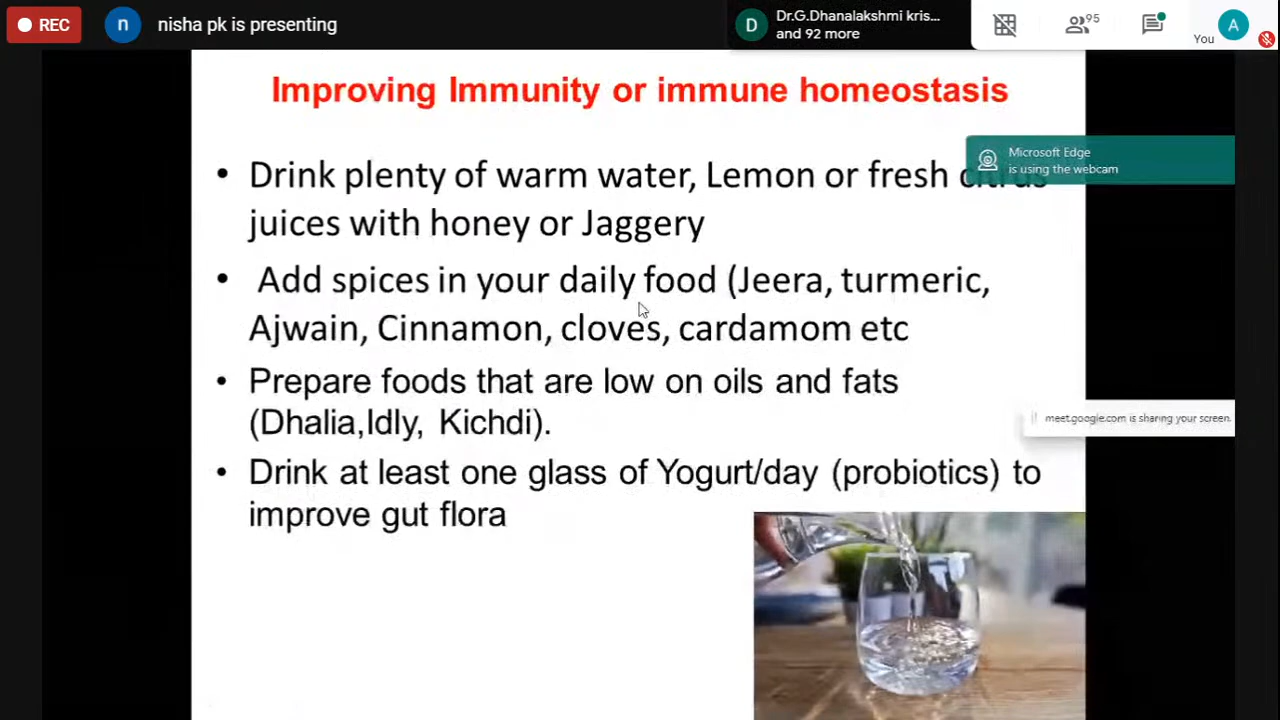 REC
n
nisha pk is presenting
D
Dr.G.Dhanalakshmi kris...
and 92 more
95
You
A
Improving Immunity or immune homeostasis
Microsoft Edge
is using the webcam
• Drink plenty of warm water, Lemon or fresh citrus
juices with honey or Jaggery
• Add spices in your daily food (Jeera, turmeric,
Ajwain, Cinnamon, cloves, cardamom etc
• Prepare foods that are low on oils and fats
(Dhalia,Idly, Kichdi).
meet.google.com is sharing your screen.
• Drink at least one glass of Yogurt/day (probiotics) to
improve gut flora